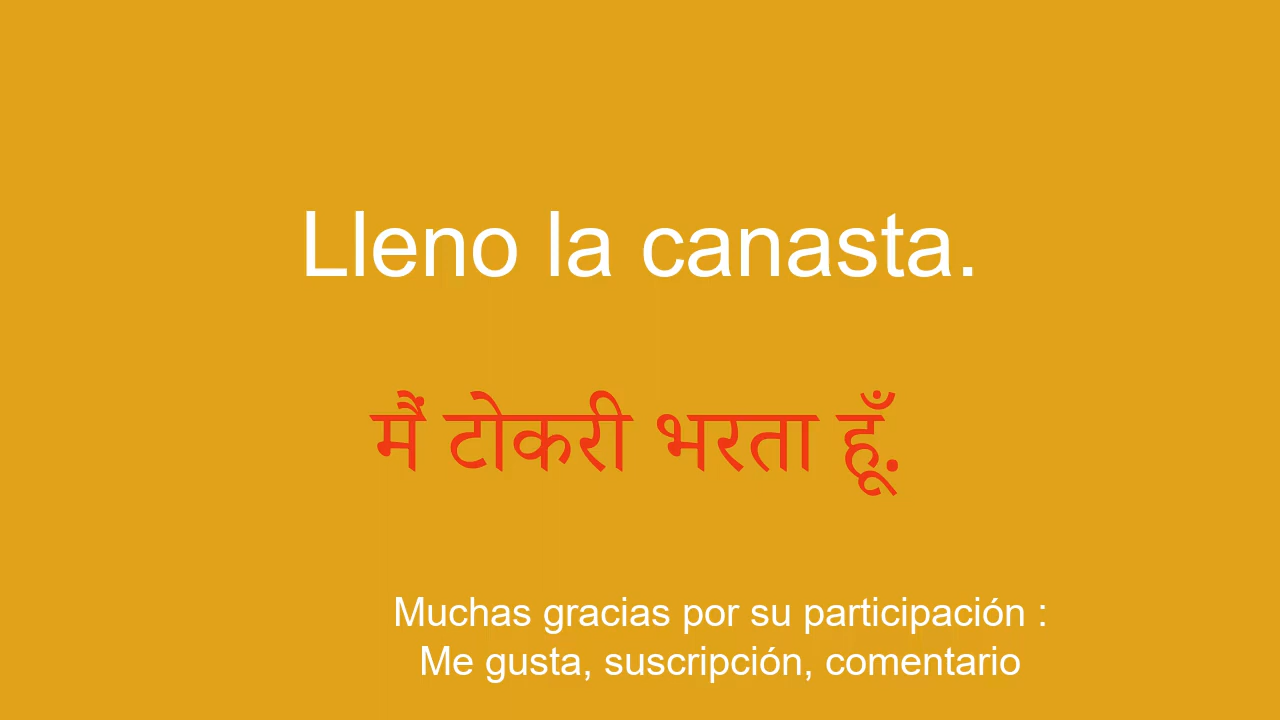 Lleno la canasta.
मैं टोकरी भरता हूँ.
Muchas gracias por su participación :
Me gusta, suscripción, comentario